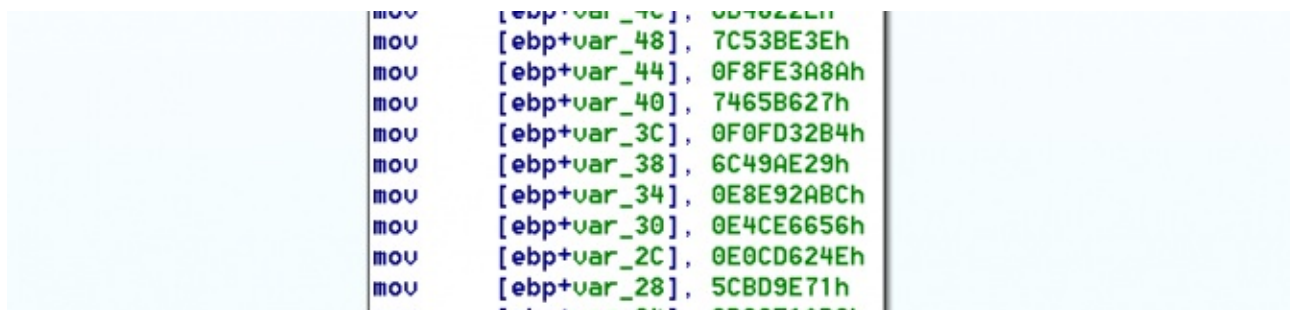 mov [ebp+var_48], 7C53BE3Eh
mov [ebp+var_44], 0F8FE3A8Ah
mov [ebp+var_40], 7465B627h
mov [ebp+var_3C], 0F0FD32B4h
mov [ebp+var_38], 6C49AE29h
mov [ebp+var_34], 0E8E92ABCh
mov [ebp+var_30], 0E4CE6656h
mov [ebp+var_2C], 0E0CD624Eh
mov [ebp+var_28], 5CBD9E71h